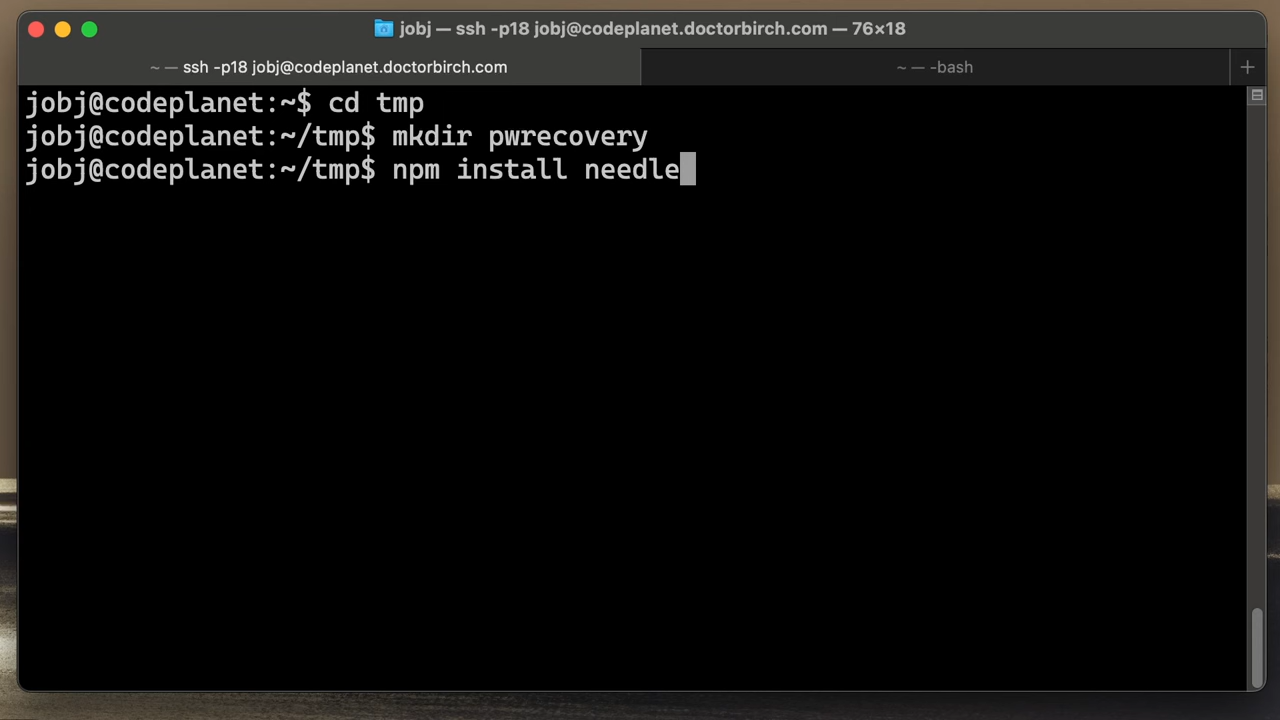 jobj — ssh -p18 jobj@codeplanet.doctorbirch.com — 76×18
~ — ssh -p18 jobj@codeplanet.doctorbirch.com
~ — -bash
+
jobj@codeplanet:~$ cd tmp
jobj@codeplanet:~/tmp$ mkdir pwrecovery
jobj@codeplanet:~/tmp$ npm install needle